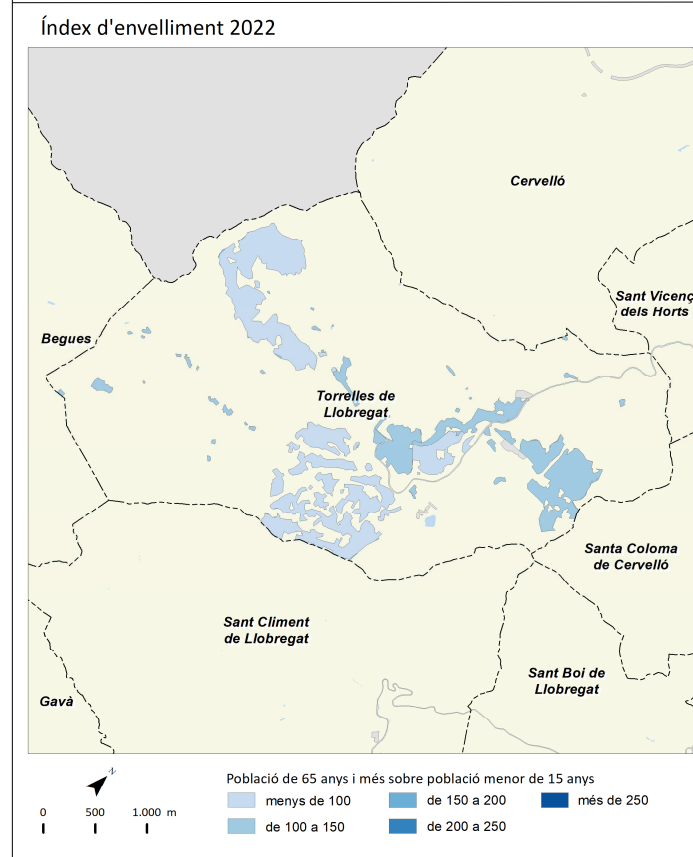 Índex d'envelliment 2022
Cervelló
Sant Vicenç
dels Horts
Begues
Torrelles de
Llobregat
Santa Coloma
de Cervelló
Sant Climent
de Llobregat
Sant Boi de
Llobregat
Gavà
N
0 500 1.000 m
Població de 65 anys i més sobre població menor de 15 anys
menys de 100
de 150 a 200
més de 250
de 100 a 150
de 200 a 250